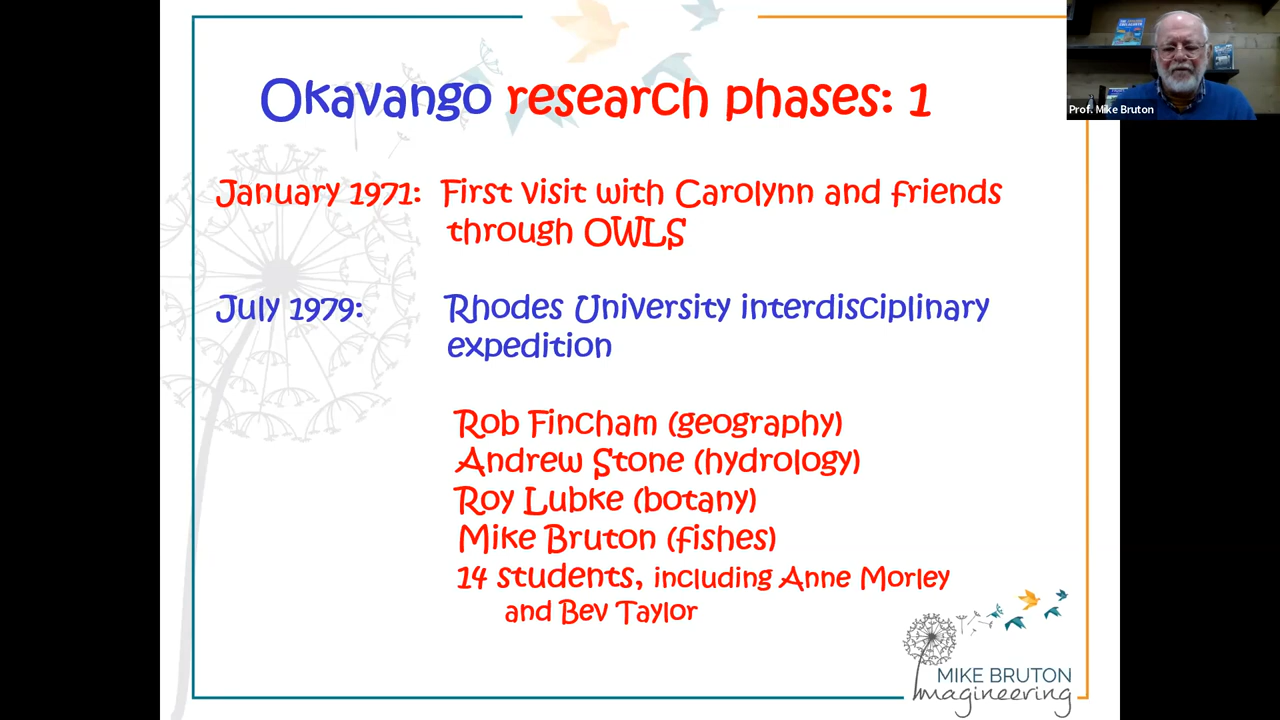 Okavango research phases: 1
Prof. Mike Bruton
January 1971: First visit with Carolynn and friends
through OWLS
July 1979: Rhodes University interdisciplinary
expedition
Rob Fincham (geography)
Andrew Stone (hydrology)
Roy Lubke (botany)
Mike Bruton (fishes)
14 students, including Anne Morley
and Bev Taylor
MIKE BRUTON
Imagineering